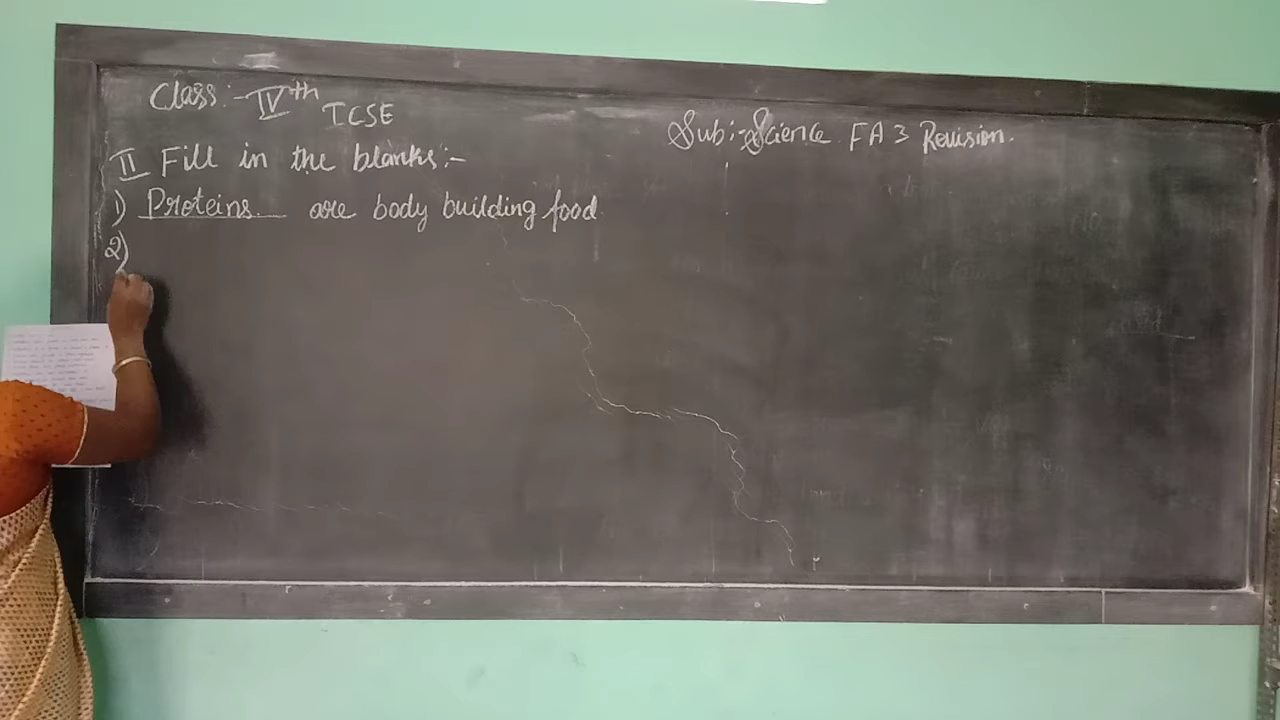 Class:- IVth ICSE
Sub:- Science FA 3 Revision.
II Fill in the blanks:-
1) Proteins are body building food
2)